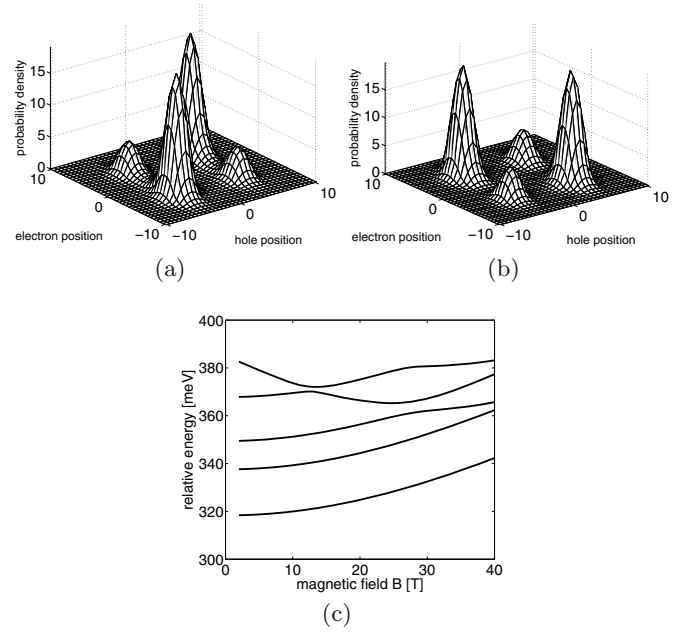 probability density
15
10
5
0
10
0
−10
electron position
−10
0
10
hole position
(a)
probability density
15
10
5
0
10
0
−10
electron position
−10
0
10
hole position
(b)
relative energy [meV]
400
380
360
340
320
300
0
10
20
30
40
magnetic field B [T]
(c)